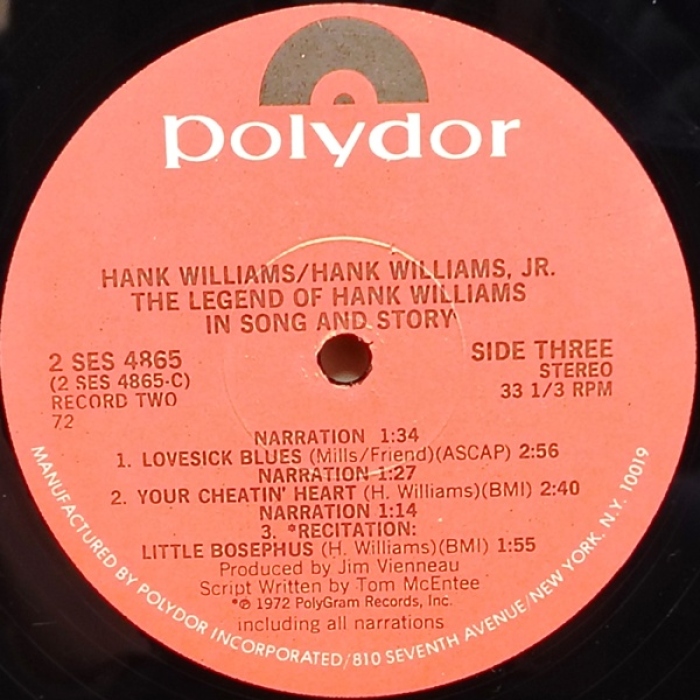 polydor
HANK WILLIAMS/HANK WILLIAMS, JR.
THE LEGEND OF HANK WILLIAMS
IN SONG AND STORY
2 SES 4865
(2 SES 4865-C)
RECORD TWO
72
SIDE THREE
STEREO
33 1/3 RPM
NARRATION 1:34
1. LOVESICK BLUES (Mills/Friend)(ASCAP) 2:56
NARRATION 1:27
2. YOUR CHEATIN' HEART (H. Williams)(BMI) 2:40
NARRATION 1:14
3. *RECITATION:
LITTLE BOSEPHUS (H. Williams)(BMI) 1:55
Produced by Jim Vienneau
Script Written by Tom McEntee
*℗ 1972 PolyGram Records, Inc.
including all narrations
MANUFACTURED BY POLYDOR INCORPORATED/810 SEVENTH AVENUE/NEW YORK. N.Y. 10019